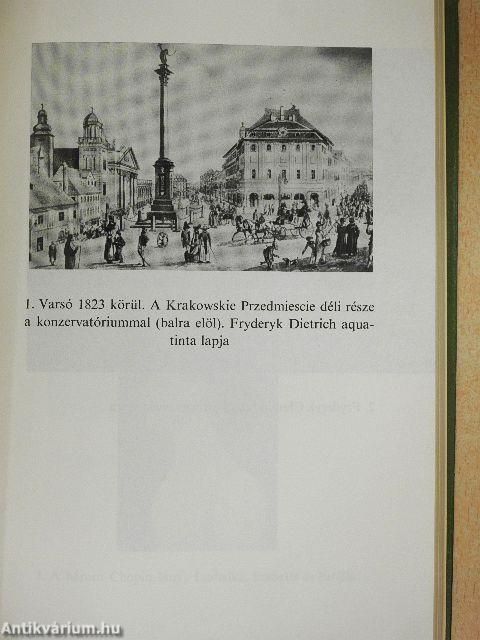 1. Varsó 1823 körül. A Krakowskie Przedmiescie déli része
a konzervatóriummal (balra elöl). Fryderyk Dietrich aqua-
tinta lapja
Antikvárium.hu